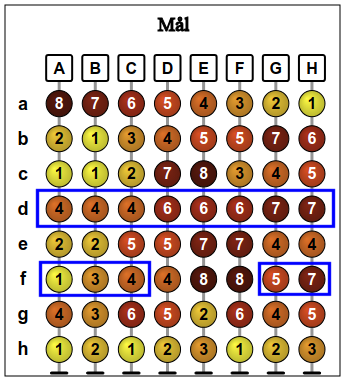 Mål
A B C D E F G H
a 8 7 6 5 4 3 2 1
b 2 1 3 4 5 5 7 6
c 1 1 2 7 8 3 4 5
d 4 4 4 6 6 6 7 7
e 2 2 5 5 7 7 4 4
f 1 3 4 4 8 8 5 7
g 4 3 6 5 2 6 4 5
h 1 2 1 2 3 1 2 3